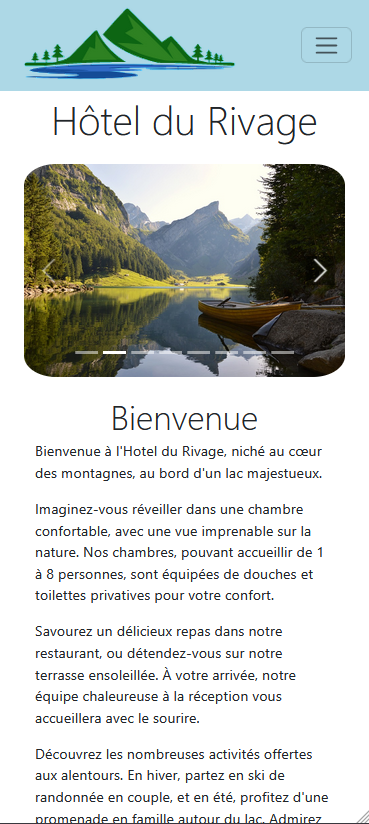 Hôtel du Rivage
Bienvenue
Bienvenue à l'Hotel du Rivage, niché au cœur
des montagnes, au bord d'un lac majestueux.
Imaginez-vous réveiller dans une chambre
confortable, avec une vue imprenable sur la
nature. Nos chambres, pouvant accueillir de 1
à 8 personnes, sont équipées de douches et
toilettes privatives pour votre confort.
Savourez un délicieux repas dans notre
restaurant, ou détendez-vous sur notre
terrasse ensoleillée. À votre arrivée, notre
équipe chaleureuse à la réception vous
accueillera avec le sourire.
Découvrez les nombreuses activités offertes
aux alentours. En hiver, partez en ski de
randonnée en couple, et en été, profitez d'une
promenade en famille autour du lac. Admirez